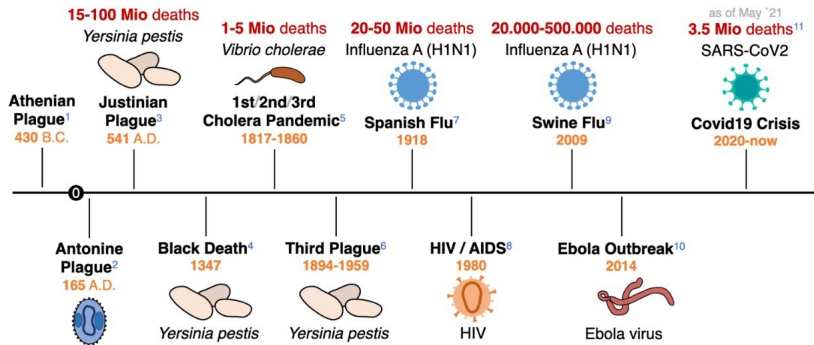 Athenian
Plague1
430 B.C.
15-100 Mio deaths
Yersinia pestis
Justinian
Plague3
541 A.D.
1-5 Mio deaths
Vibrio cholerae
1st/2nd/3rd
Cholera Pandemic5
1817-1860
20-50 Mio deaths
Influenza A (H1N1)
Spanish Flu7
1918
20.000-500.000 deaths
Influenza A (H1N1)
Swine Flu9
2009
as of May `21
3.5 Mio deaths11
SARS-CoV2
Covid19 Crisis
2020-now
0
Antonine
Plague2
165 A.D.
Black Death4
1347
Yersinia pestis
Third Plague6
1894-1959
Yersinia pestis
HIV / AIDS8
1980
HIV
Ebola Outbreak10
2014
Ebola virus